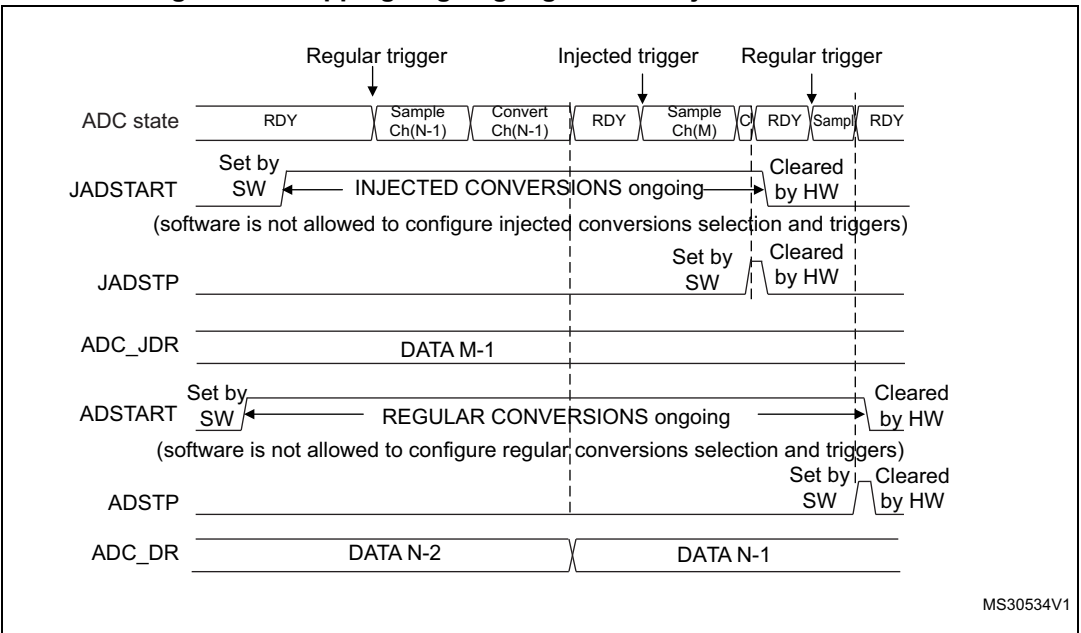 Regular trigger Injected trigger Regular trigger
ADC state RDY Sample Ch(N-1) Convert Ch(N-1) RDY Sample Ch(M) C RDY Sampl RDY
JADSTART Set by SW INJECTED CONVERSIONS ongoing Cleared by HW
(software is not allowed to configure injected conversions selection and triggers)
JADSTP Set by SW Cleared by HW
ADC_JDR DATA M-1
ADSTART Set by SW REGULAR CONVERSIONS ongoing Cleared by HW
(software is not allowed to configure regular conversions selection and triggers)
ADSTP Set by SW Cleared by HW
ADC_DR DATA N-2 DATA N-1
MS30534V1